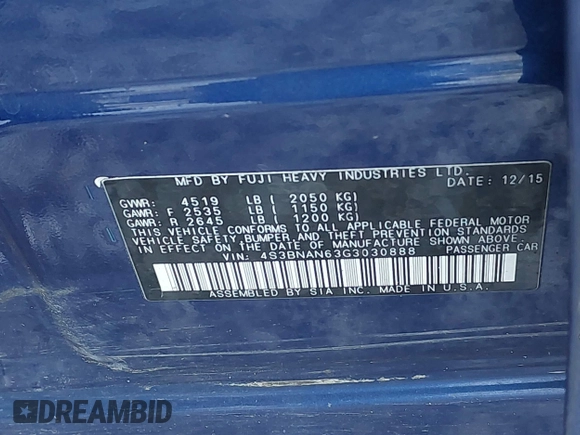 MFD BY FUJI HEAVY INDUSTRIES LTD.
DATE: 12/15
GVWR: 4519 LB ( 2050 KG)
GAWR: F 2535 LB ( 1150 KG)
GAWR: R 2645 LB ( 1200 KG)
THIS VEHICLE CONFORMS TO ALL APPLICABLE FEDERAL MOTOR
VEHICLE SAFETY, BUMPER AND THEFT PREVENTION STANDARDS
IN EFFECT ON THE DATE OF MANUFACTURE SHOWN ABOVE.
VIN: 4S3BNAN63G3030888 PASSENGER CAR
ASSEMBLED BY SIA INC. MADE IN U.S.A.
DREAMBID